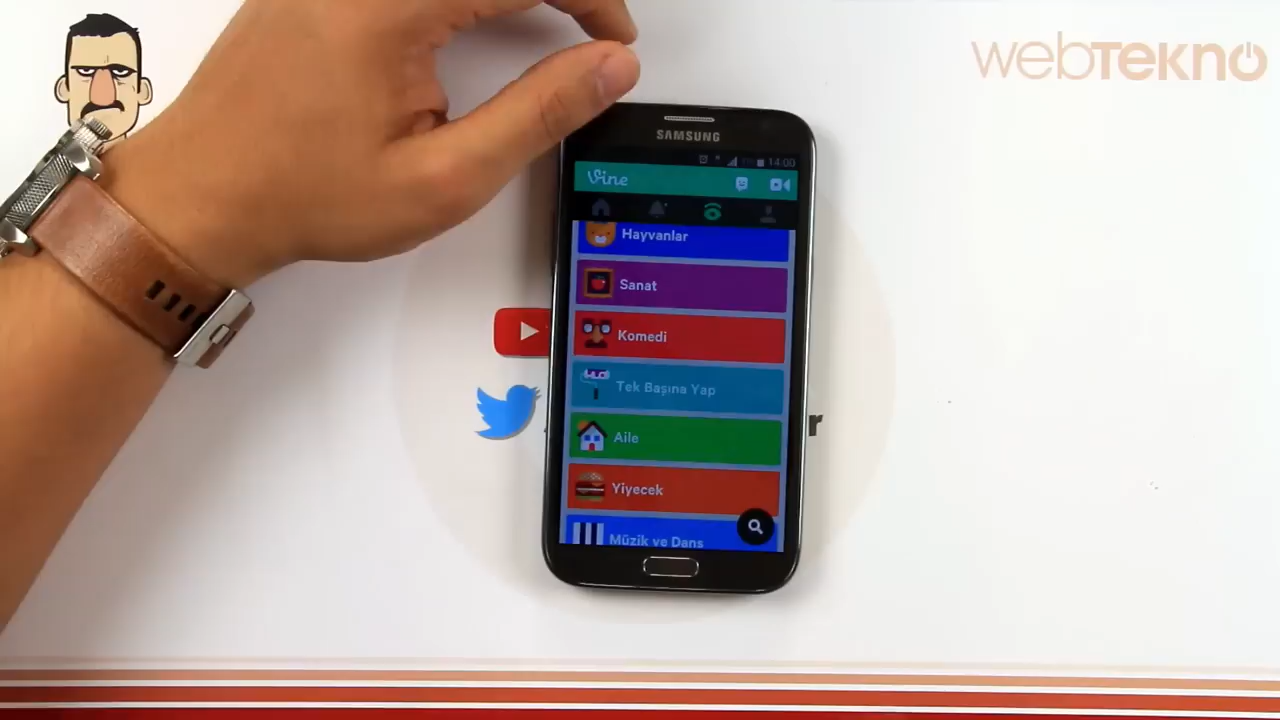 webTEKNO
SAMSUNG
14:00
Vine
Hayvanlar
Sanat
Komedi
Tek Başına Yap
Aile
Yiyecek
Müzik ve Dans
r